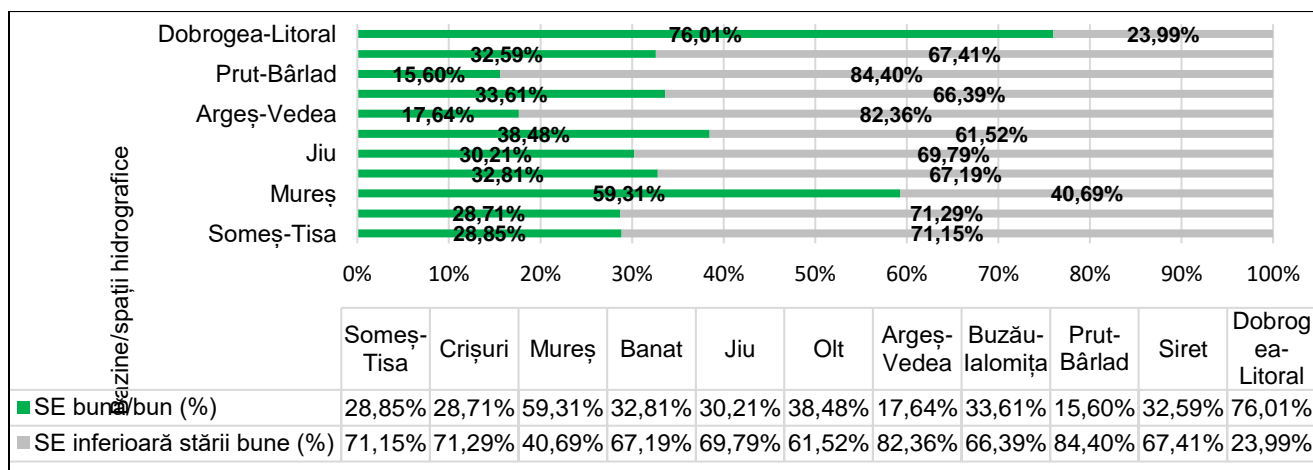 Dobrogea-Litoral 76,01% 23,99%
32,59% 67,41%
Prut-Bârlad 15,60% 84,40%
33,61% 66,39%
Argeș-Vedea 17,64% 82,36%
38,48% 61,52%
Jiu 30,21% 69,79%
32,81% 67,19%
Mureș 59,31% 40,69%
28,71% 71,29%
Someș-Tisa 28,85% 71,15%
0% 10% 20% 30% 40% 50% 60% 70% 80% 90% 100%
spații hidrografice
Someș-
Tisa
Crișuri
Mureș
Banat
Jiu
Olt
Argeș-
Vedea
Buzău-
Ialomița
Prut-
Bârlad
Siret
Dobrog
ea-
Litoral
SE bună/bun (%) 28,85% 28,71% 59,31% 32,81% 30,21% 38,48% 17,64% 33,61% 15,60% 32,59% 76,01%
SE inferioară stării bune (%) 71,15% 71,29% 40,69% 67,19% 69,79% 61,52% 82,36% 66,39% 84,40% 67,41% 23,99%